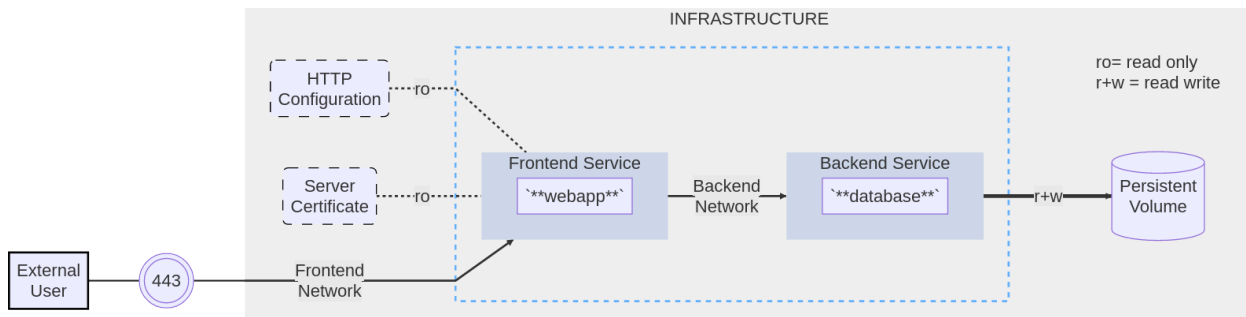 INFRASTRUCTURE
HTTP
Configuration
ro
ro= read only
r+w = read write
Frontend Service
`**webapp**`
Backend Service
`**database**`
Server
Certificate
ro
Backend
Network
r+w
Persistent
Volume
External
User
443
Frontend
Network